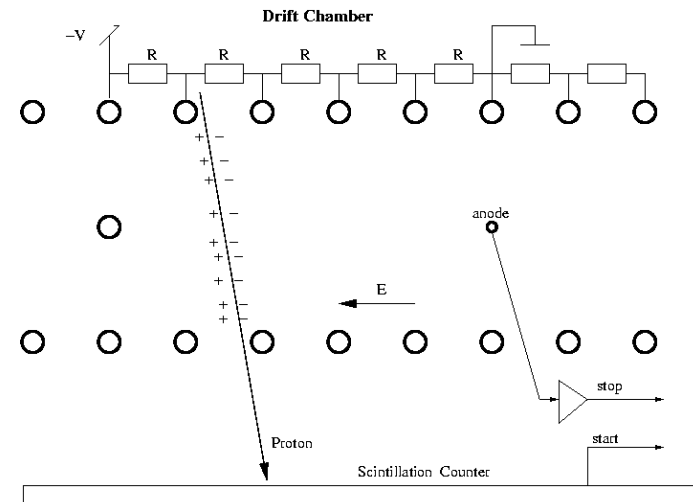 Drift Chamber
–V
R R R R R
+ –
+ –
+ –
+ –
+ –
+ –
+ –
+ –
+ –
anode
E
stop
start
Proton
Scintillation Counter